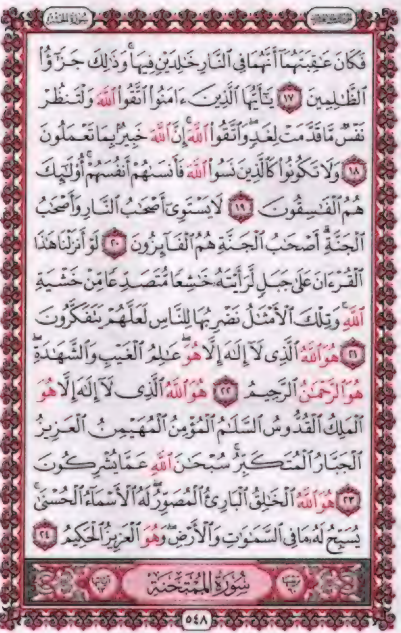 فَكَانَ عَٰقِبَتَهُمَآ أَنَّهُمَا فِى ٱلنَّارِ خَٰلِدَيْنِ فِيهَا ۚ وَذَٰلِكَ جَزَٰٓؤُا۟
ٱلظَّٰلِمِينَ ١٧ يَٰٓأَيُّهَا ٱلَّذِينَ ءَامَنُوا۟ ٱتَّقُوا۟ ٱللَّهَ وَلْتَنظُرْ
نَفْسٌ مَّا قَدَّمَتْ لِغَدٍ ۖ وَٱتَّقُوا۟ ٱللَّهَ ۚ إِنَّ ٱللَّهَ خَبِيرٌۢ بِمَا تَعْمَلُونَ
١٨ وَلَا تَكُونُوا۟ كَٱلَّذِينَ نَسُوا۟ ٱللَّهَ فَأَنسَىٰهُمْ أَنفُسَهُمْ ۚ أُو۟لَٰٓئِكَ
هُمُ ٱلْفَٰسِقُونَ ١٩ لَا يَسْتَوِىٓ أَصْحَٰبُ ٱلنَّارِ وَأَصْحَٰبُ
ٱلْجَنَّةِ ۚ أَصْحَٰبُ ٱلْجَنَّةِ هُمُ ٱلْفَآئِزُونَ ٢٠ لَوْ أَنزَلْنَا هَٰذَا
ٱلْقُرْءَانَ عَلَىٰ جَبَلٍ لَّرَأَيْتَهُۥ خَٰشِعًا مُّتَصَدِّعًا مِّنْ خَشْيَةِ
ٱللَّهِ ۚ وَتِلْكَ ٱلْأَمْثَٰلُ نَضْرِبُهَا لِلنَّاسِ لَعَلَّهُمْ يَتَفَكَّرُونَ
٢١ هُوَ ٱللَّهُ ٱلَّذِى لَآ إِلَٰهَ إِلَّا هُوَ ۖ عَٰلِمُ ٱلْغَيْبِ وَٱلشَّهَٰدَةِ ۖ
هُوَ ٱلرَّحْمَٰنُ ٱلرَّحِيمُ ٢٢ هُوَ ٱللَّهُ ٱلَّذِى لَآ إِلَٰهَ إِلَّا هُوَ
ٱلْمَلِكُ ٱلْقُدُّوسُ ٱلسَّلَٰمُ ٱلْمُؤْمِنُ ٱلْمُهَيْمِنُ ٱلْعَزِيزُ
ٱلْجَبَّارُ ٱلْمُتَكَبِّرُ ۚ سُبْحَٰنَ ٱللَّهِ عَمَّا يُشْرِكُونَ
٢٣ هُوَ ٱللَّهُ ٱلْخَٰلِقُ ٱلْبَارِئُ ٱلْمُصَوِّرُ ۖ لَهُ ٱلْأَسْمَآءُ ٱلْحُسْنَىٰ ۚ
يُسَبِّحُ لَهُۥ مَا فِى ٱلسَّمَٰوَٰتِ وَٱلْأَرْضِ ۖ وَهُوَ ٱلْعَزِيزُ ٱلْحَكِيمُ ٢٤
سُورَةُ المُمْتَحَنَةِ
٥٤٨